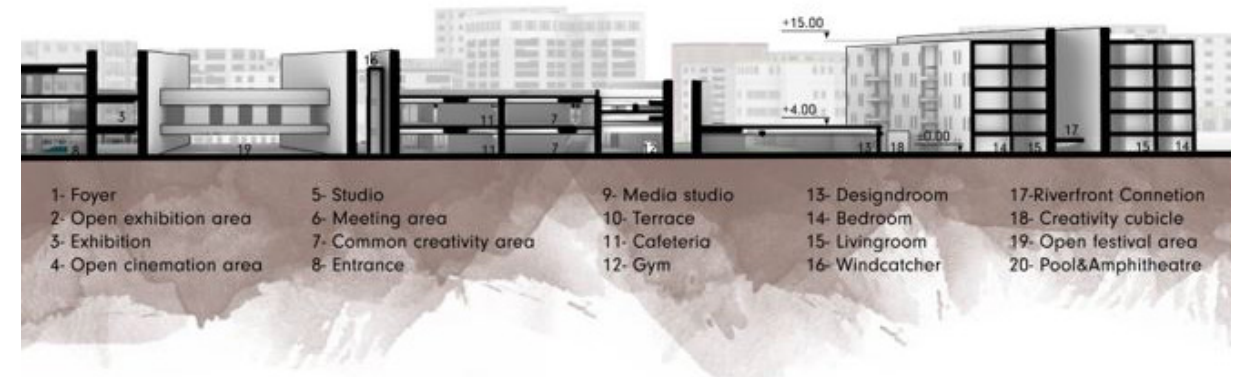 +15.00
16
+4.00
3
11
7
17
±0.00
8
19
11
7
12
13
18
14
15
15
14
1- Foyer
2- Open exhibition area
3- Exhibition
4- Open cinemation area
5- Studio
6- Meeting area
7- Common creativity area
8- Entrance
9- Media studio
10- Terrace
11- Cafeteria
12- Gym
13- Designdroom
14- Bedroom
15- Livingroom
16- Windcatcher
17-Riverfront Connetion
18- Creativity cubicle
19- Open festival area
20- Pool&Amphitheatre